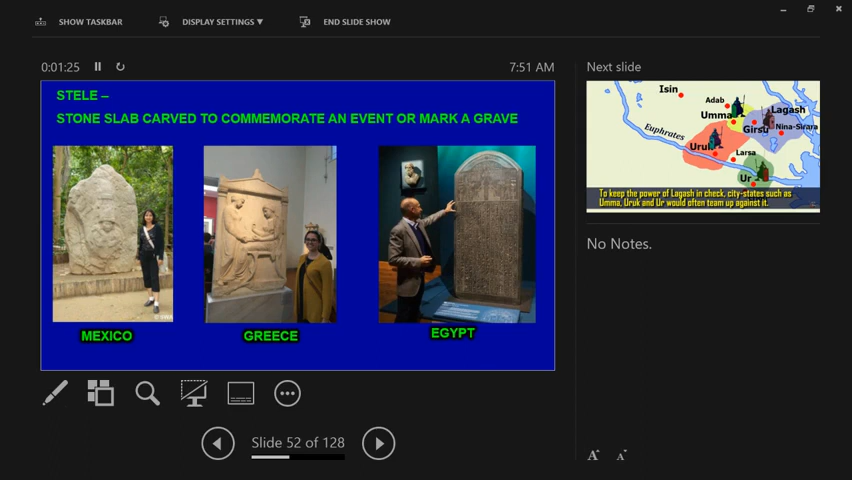 SHOW TASKBAR
DISPLAY SETTINGS ▼
END SLIDE SHOW
0:01:25
7:51 AM
STELE –
STONE SLAB CARVED TO COMMEMORATE AN EVENT OR MARK A GRAVE
MEXICO
GREECE
EGYPT
Slide 52 of 128
Next slide
Isin
Adab
Umma
Lagash
Girsu
Nina-Sirara
Euphrates
Uruk
Larsa
Ur
To keep the power of Lagash in check, city-states such as
Umma, Uruk and Ur would often team up against it.
No Notes.
A
A